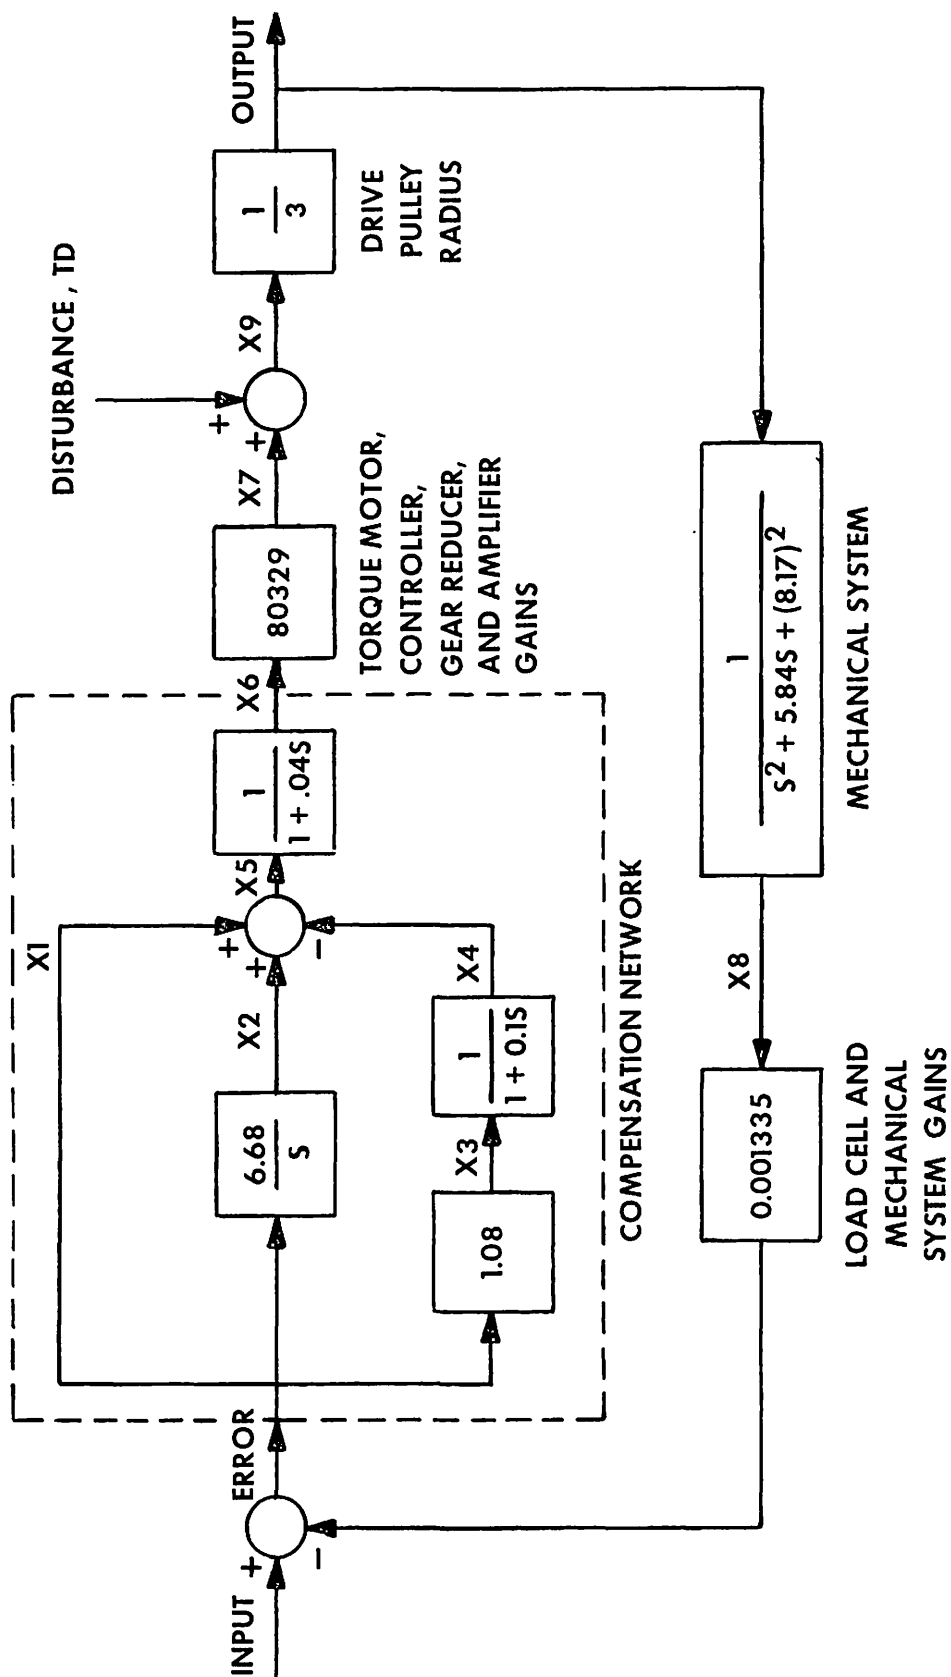 INPUT
+
−
ERROR
X1
6.68
S
X2
1.08
X3
1
1 + 0.1S
X4
+
+
−
X5
1
1 + .04S
X6
COMPENSATION NETWORK
80329
TORQUE MOTOR,
CONTROLLER,
GEAR REDUCER,
AND AMPLIFIER
GAINS
X7
DISTURBANCE, TD
+
+
X9
1
3
DRIVE
PULLEY
RADIUS
OUTPUT
1
S² + 5.84S + (8.17)²
MECHANICAL SYSTEM
X8
0.001335
LOAD CELL AND
MECHANICAL
SYSTEM GAINS